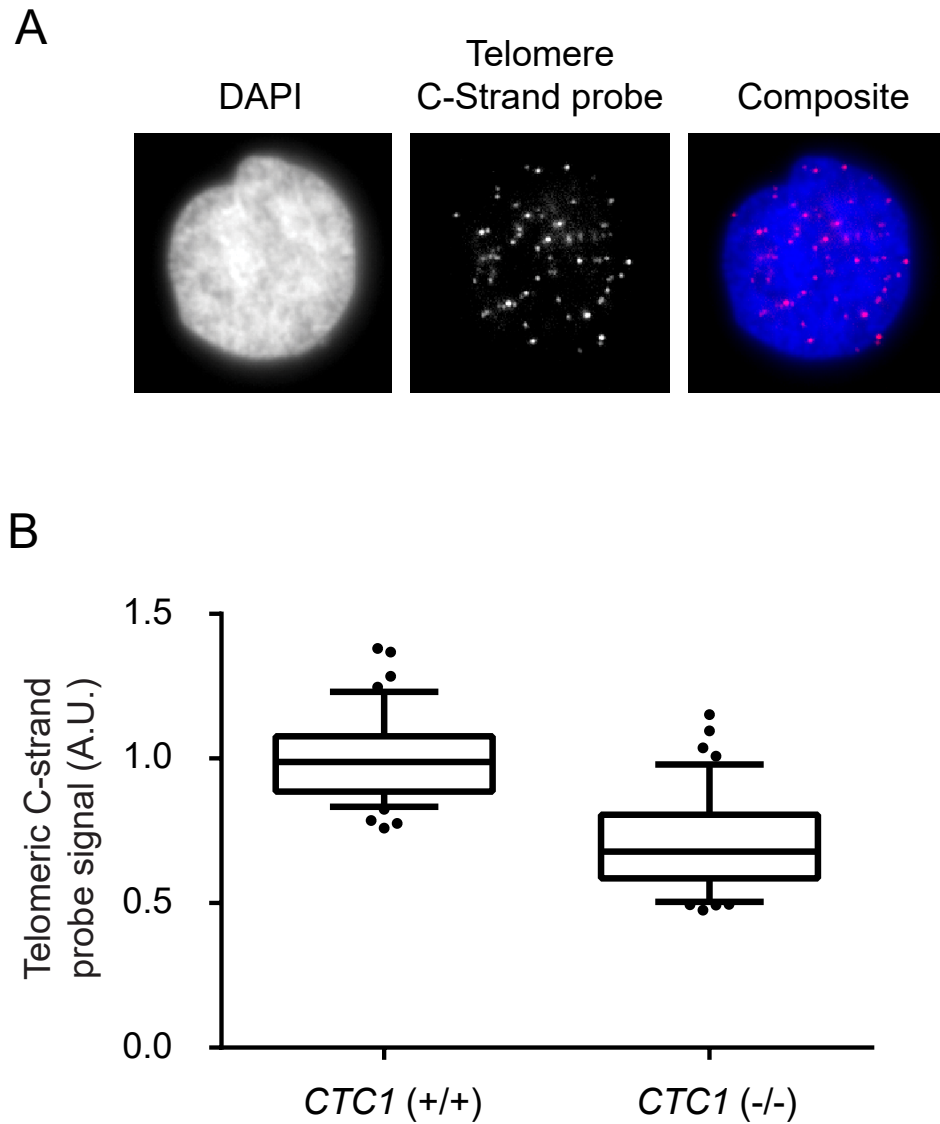 A
DAPI
Telomere
C-Strand probe
Composite
B
Telomeric C-strand
probe signal (A.U.)
1.5
1.0
0.5
0.0
CTC1 (+/+)
CTC1 (-/-)